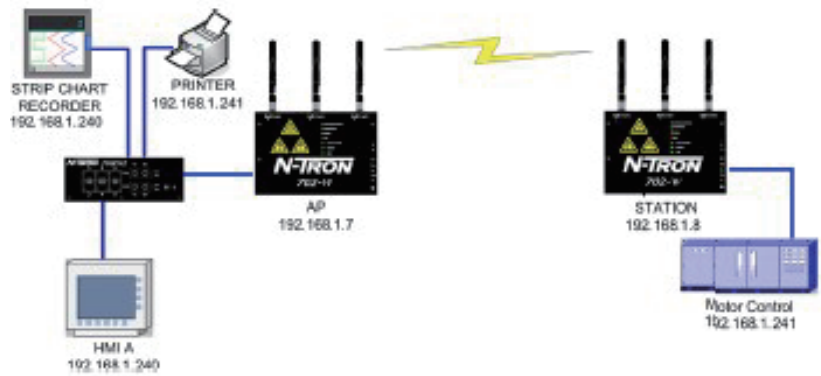 STRIP CHART
RECORDER
192.168.1.240
PRINTER
192.168.1.241
N-TRON
702-W
AP
192.168.1.7
N-TRON
702-W
STATION
192.168.1.8
Motor Control
192.168.1.241
HMI A
192.168.1.240